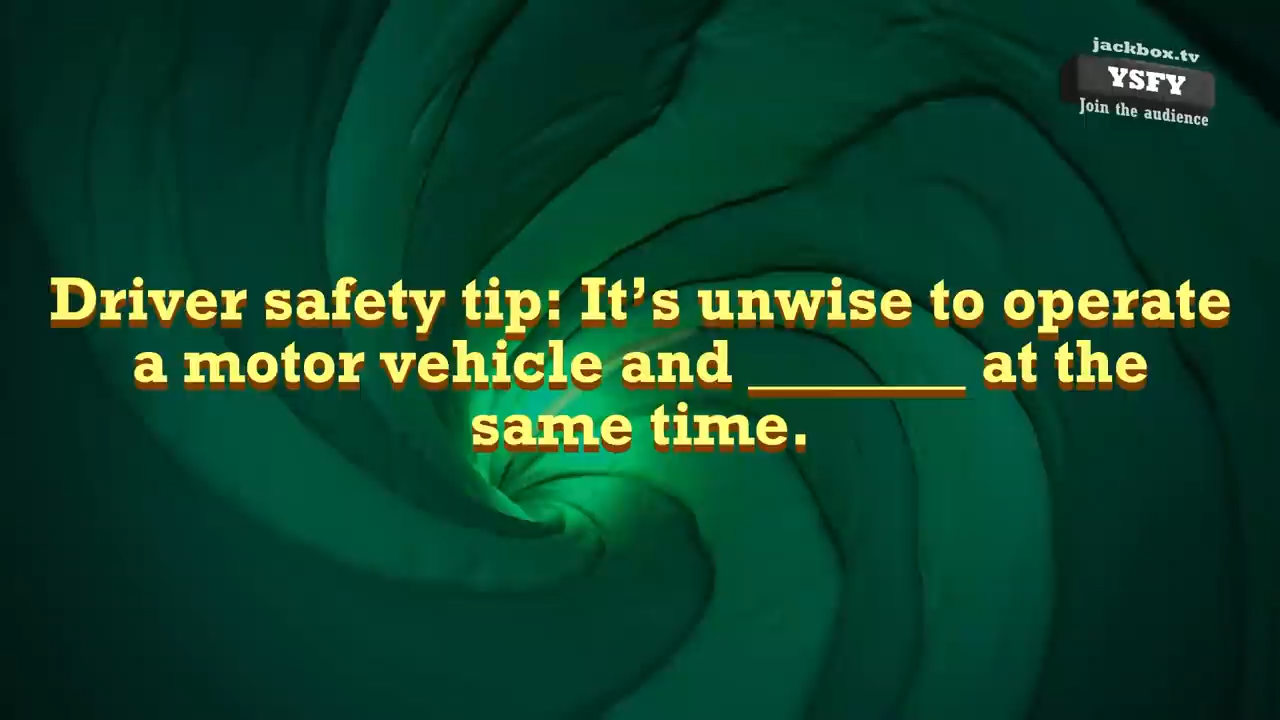 jackbox.tv
YSFY
Join the audience
Driver safety tip: It’s unwise to operate
a motor vehicle and ________ at the
same time.